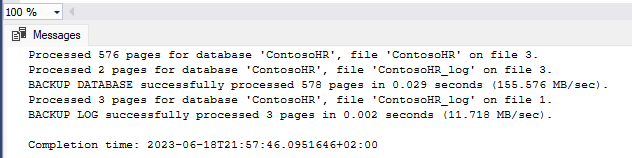 100 %
Messages
Processed 576 pages for database 'ContosoHR', file 'ContosoHR' on file 3.
Processed 2 pages for database 'ContosoHR', file 'ContosoHR_log' on file 3.
BACKUP DATABASE successfully processed 578 pages in 0.029 seconds (155.576 MB/sec).
Processed 3 pages for database 'ContosoHR', file 'ContosoHR_log' on file 1.
BACKUP LOG successfully processed 3 pages in 0.002 seconds (11.718 MB/sec).
Completion time: 2023-06-18T21:57:46.0951646+02:00